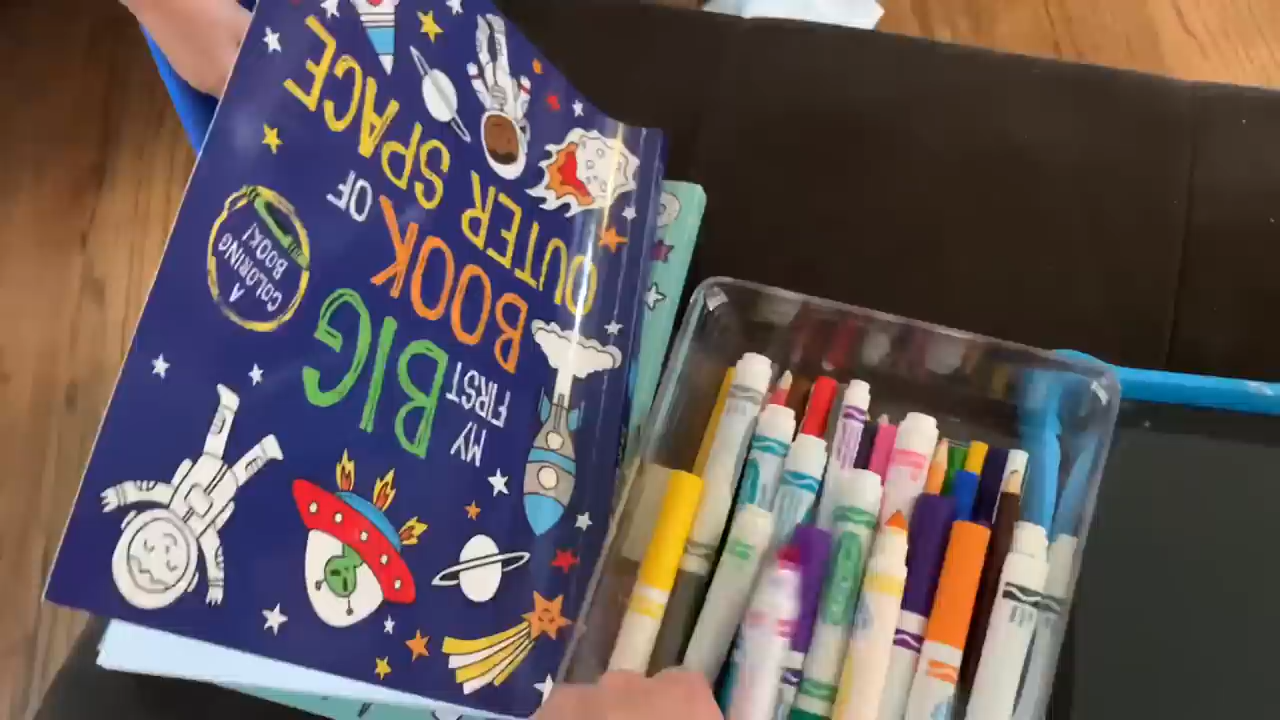 MY
FIRST
BIG
BOOK
OF
OUTER SPACE
A
COLORING
BOOK!